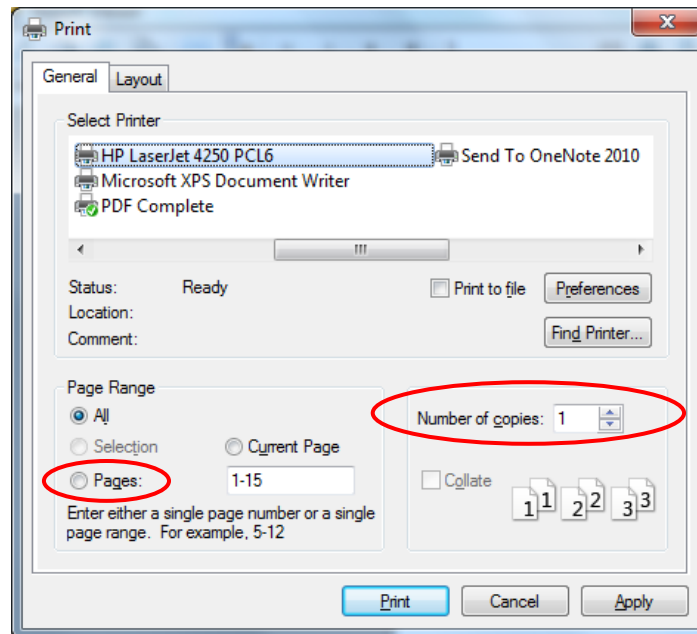 Print
General Layout
Select Printer
HP LaserJet 4250 PCL6 Send To OneNote 2010
Microsoft XPS Document Writer
PDF Complete
Status: Ready Print to file Preferences
Location:
Comment: Find Printer...
Page Range
All
Number of copies: 1
Selection Current Page
Pages: 1-15
Collate
1 1 2 2 3 3
Enter either a single page number or a single
page range. For example, 5-12
Print Cancel Apply